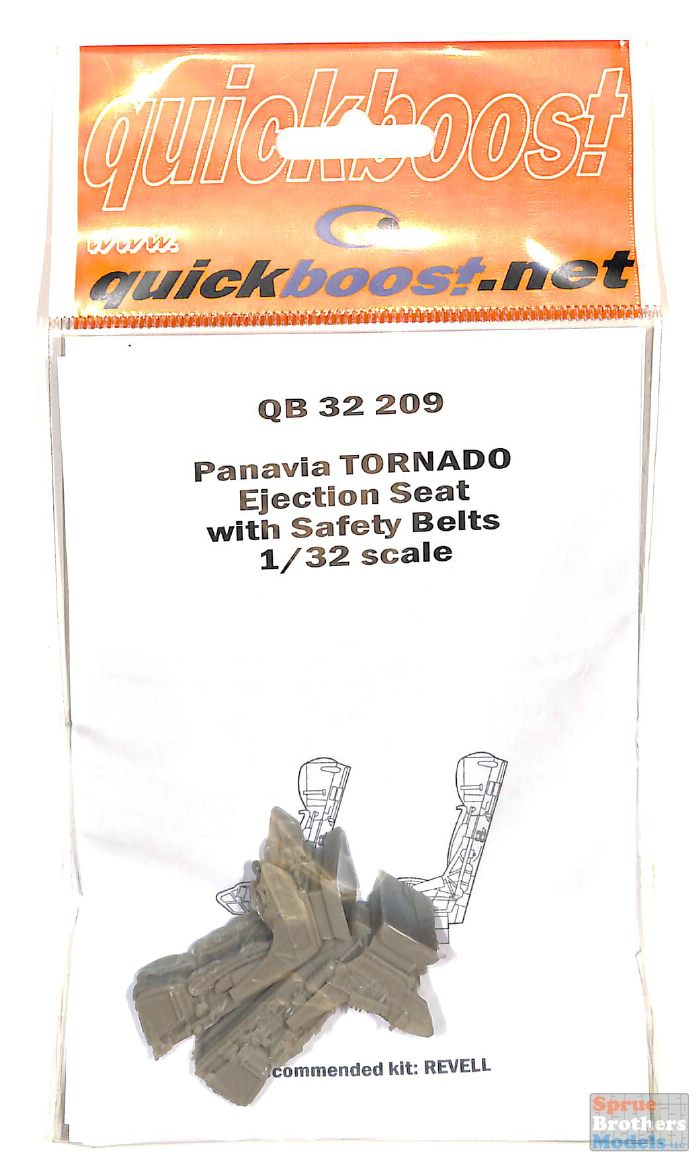 quickboost
www.
quickboost.net
QB 32 209
Panavia TORNADO
Ejection Seat
with Safety Belts
1/32 scale
commended kit: REVELL
Sprue
Brothers
Models LLC